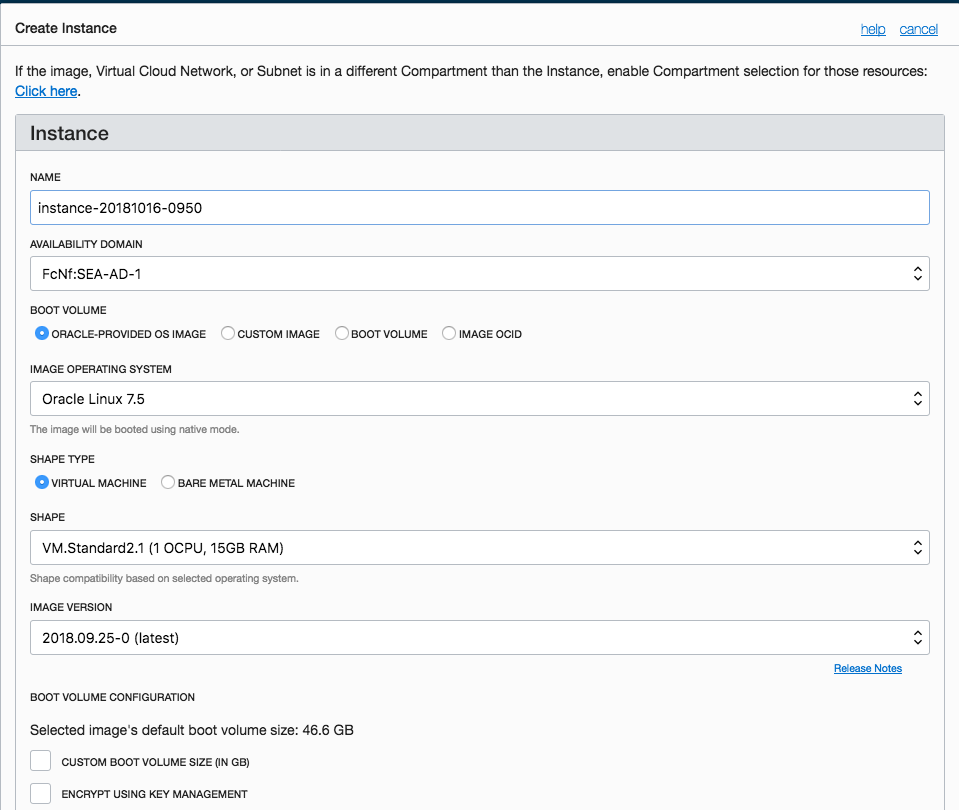 Create Instance help cancel
If the image, Virtual Cloud Network, or Subnet is in a different Compartment than the Instance, enable Compartment selection for those resources:
Click here.
Instance
NAME
instance-20181016-0950
AVAILABILITY DOMAIN
FcNf:SEA-AD-1
BOOT VOLUME
ORACLE-PROVIDED OS IMAGE CUSTOM IMAGE BOOT VOLUME IMAGE OCID
IMAGE OPERATING SYSTEM
Oracle Linux 7.5
The image will be booted using native mode.
SHAPE TYPE
VIRTUAL MACHINE BARE METAL MACHINE
SHAPE
VM.Standard2.1 (1 OCPU, 15GB RAM)
Shape compatibility based on selected operating system.
IMAGE VERSION
2018.09.25-0 (latest)
Release Notes
BOOT VOLUME CONFIGURATION
Selected image's default boot volume size: 46.6 GB
CUSTOM BOOT VOLUME SIZE (IN GB)
ENCRYPT USING KEY MANAGEMENT